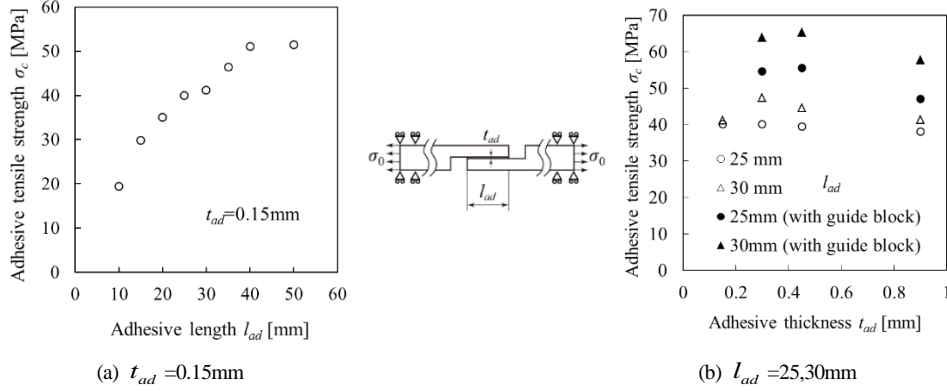 Adhesive tensile strength σc [MPa]
60
50
40
30
20
10
0
tad=0.15mm
0 10 20 30 40 50 60
Adhesive length lad [mm]
(a) tad =0.15mm
tad
σ0 σ0
lad
Adhesive tensile strength σc [MPa]
70
60
50
40
30
20
10
0
25 mm
30 mm
lad
25mm (with guide block)
30mm (with guide block)
0 0.2 0.4 0.6 0.8 1
Adhesive thickness tad [mm]
(b) lad =25,30mm